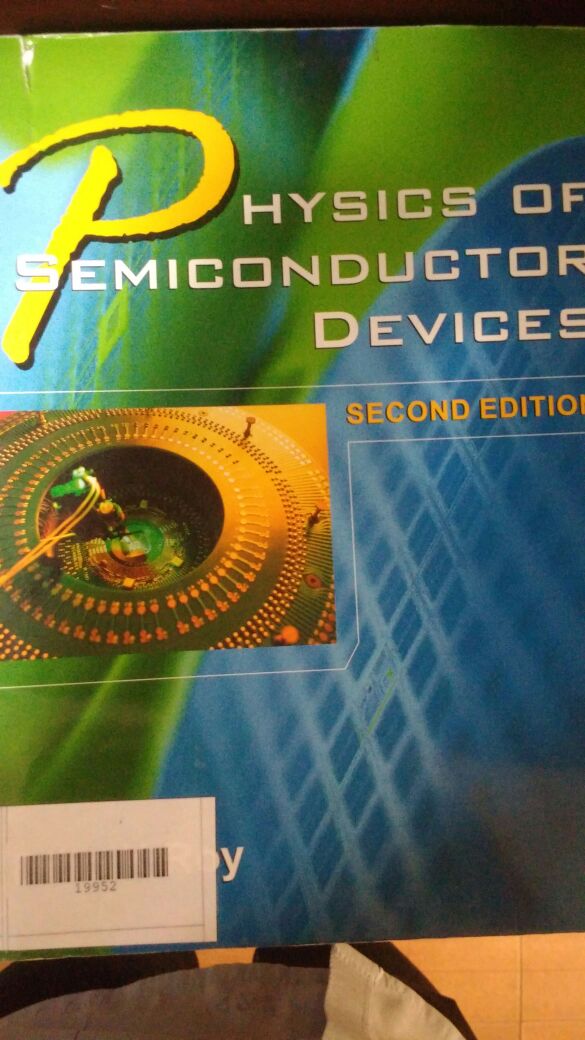 PHYSICS OF
SEMICONDUCTOR
DEVICES
SECOND EDITION
19952